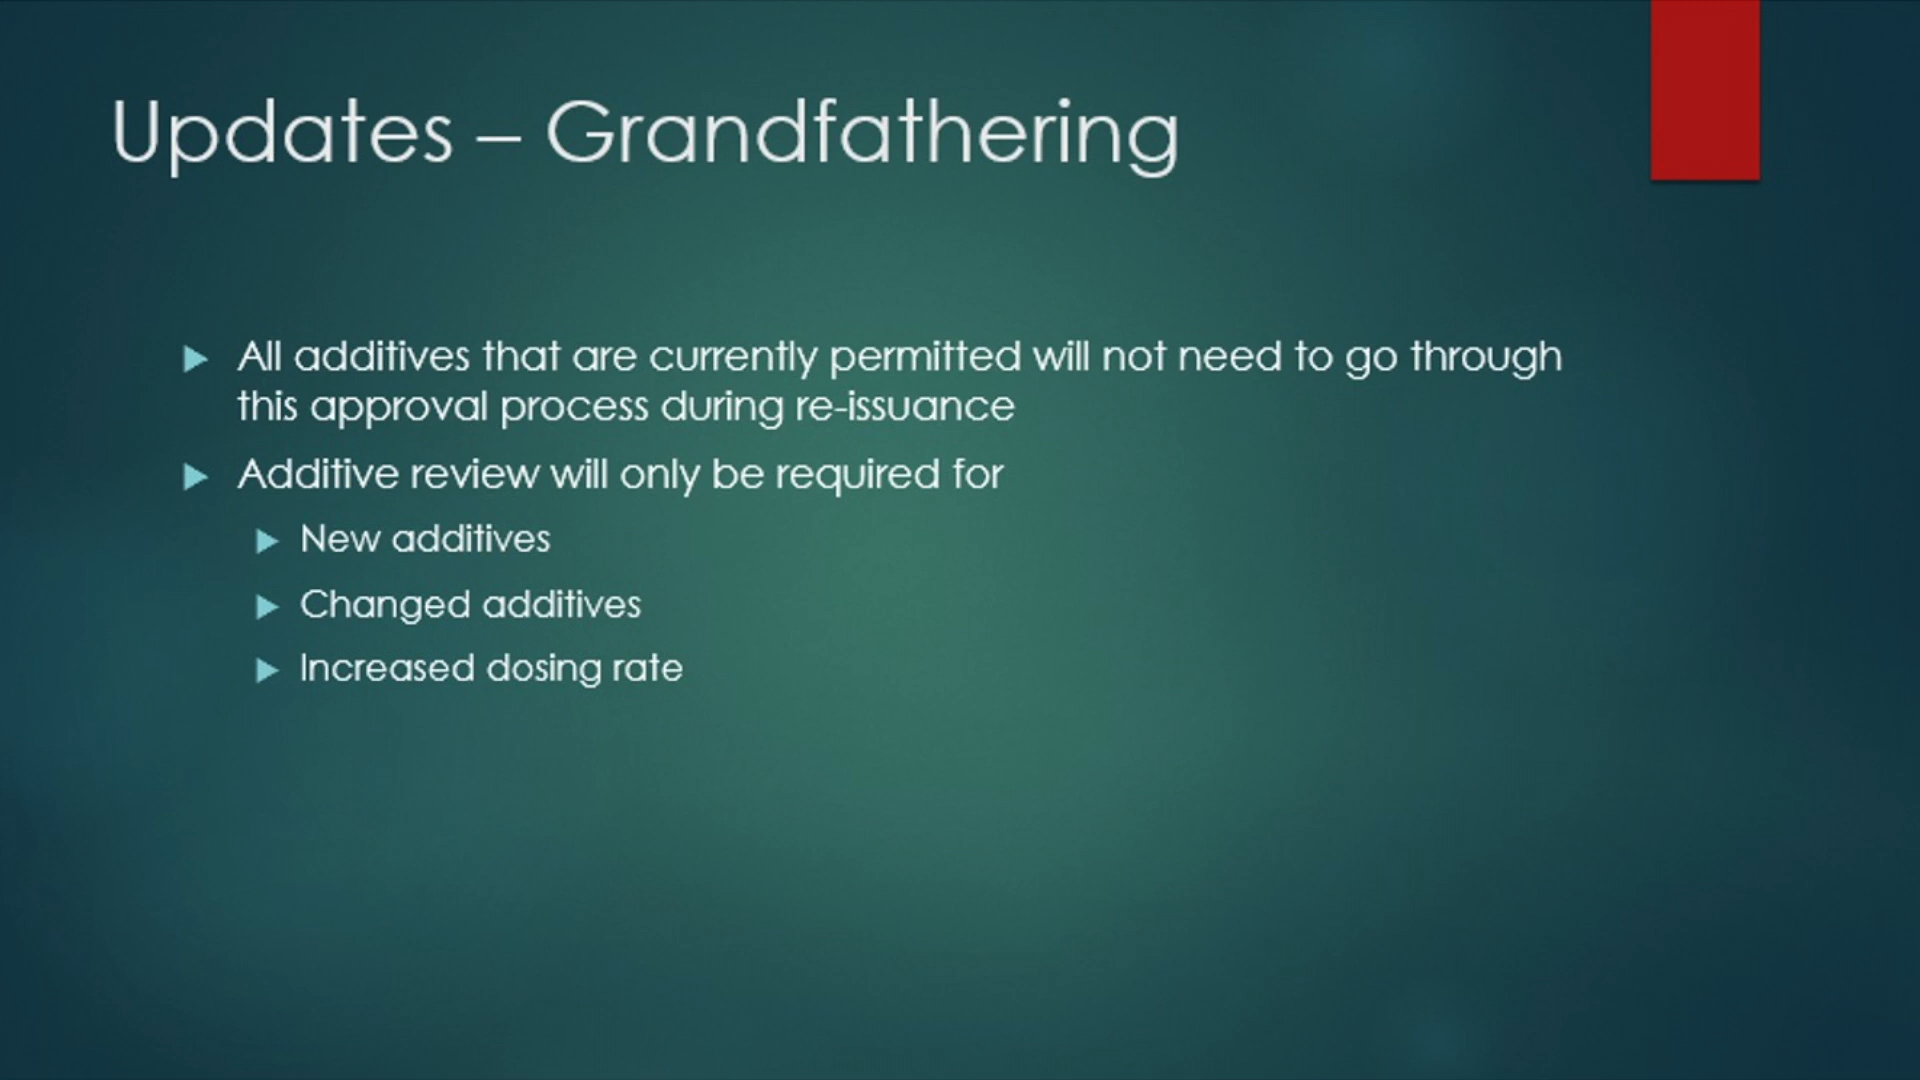 Updates – Grandfathering
All additives that are currently permitted will not need to go through
this approval process during re-issuance
Additive review will only be required for
New additives
Changed additives
Increased dosing rate